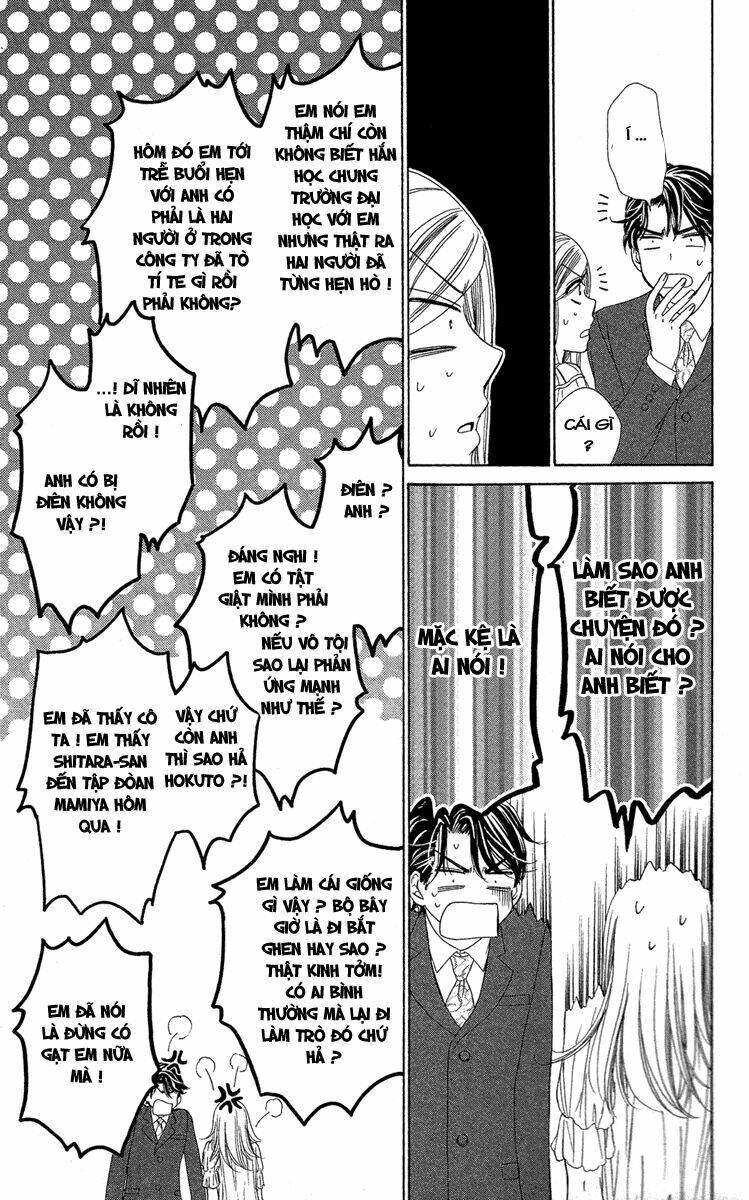 Í ...
CÁI GÌ
?
LÀM SAO ANH
BIẾT ĐƯỢC
CHUYỆN ĐÓ ?
AI NÓI CHO
ANH BIẾT ?
MẶC KỆ LÀ
AI NÓI !
EM NÓI EM
THẬM CHÍ CÒN
KHÔNG BIẾT HẮN
HỌC CHUNG
TRƯỜNG ĐẠI
HỌC VỚI EM
NHƯNG THẬT RA
HAI NGƯỜI ĐÃ
TỪNG HẸN HÒ !
HÔM ĐÓ EM TỚI
TRỄ BUỔI HẸN
VỚI ANH CÓ
PHẢI LÀ HAI
NGƯỜI Ở TRONG
CÔNG TY ĐÃ TÒ
TÍ TE GÌ RỒI
PHẢI KHÔNG?
...! DĨ NHIÊN
LÀ KHÔNG
RỒI !
ANH CÓ BỊ
ĐIÊN KHÔNG
VẬY ?!
ĐIÊN ?
ANH ?
ĐÁNG NGHI !
EM CÓ TẬT
GIẬT MÌNH PHẢI
KHÔNG ?
NẾU VÔ TỘI
SAO LẠI PHẢN
ỨNG MẠNH
NHƯ THẾ ?
VẬY CHỨ
CÒN ANH
THÌ SAO HẢ
HOKUTO ?!
EM ĐÃ THẤY CÔ
TA ! EM THẤY
SHITARA-SAN
ĐẾN TẬP ĐOÀN
MAMIYA HÔM
QUA !
EM LÀM CÁI GIỐNG
GÌ VẬY ? BỘ BÂY
GIỜ LÀ ĐI BẮT
GHEN HAY SAO ?
THẬT KINH TỞM!
CÓ AI BÌNH
THƯỜNG MÀ LẠI ĐI
LÀM TRÒ ĐÓ CHỨ
HẢ ?
EM ĐÃ NÓI
LÀ ĐỪNG CÓ
GẠT EM NỮA
MÀ !